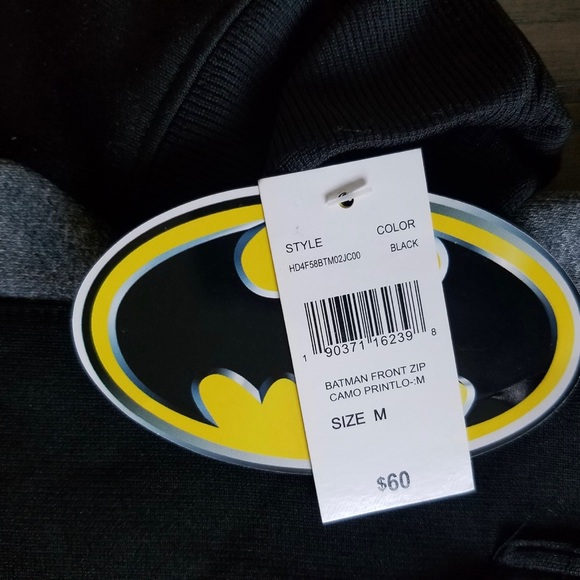 STYLE COLOR
HD4F58BTM02JC00 BLACK
1 90371 16239 8
BATMAN FRONT ZIP
CAMO PRINTLO-:M
SIZE M
$60